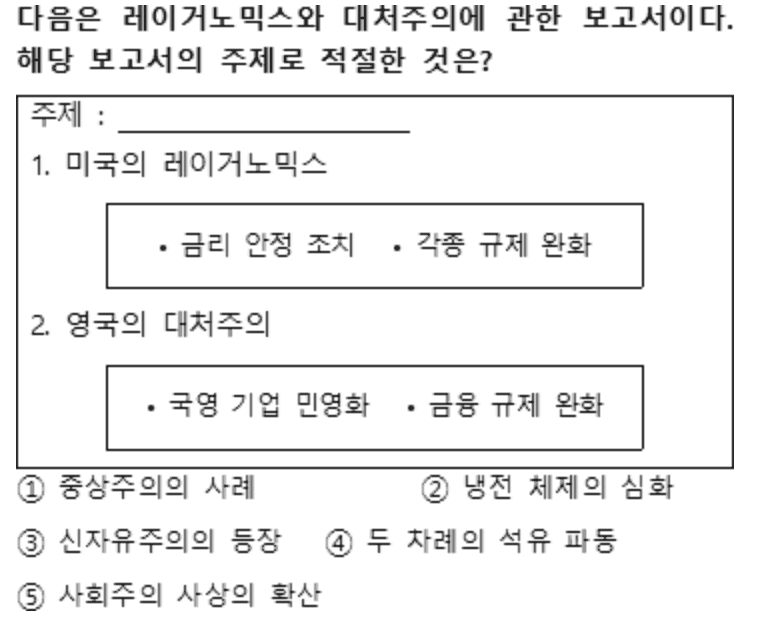 다음은 레이거노믹스와 대처주의에 관한 보고서이다.
해당 보고서의 주제로 적절한 것은?
주제 :
1. 미국의 레이거노믹스
• 금리 안정 조치 • 각종 규제 완화
2. 영국의 대처주의
• 국영 기업 민영화 • 금융 규제 완화
① 중상주의의 사례 ② 냉전 체제의 심화
③ 신자유주의의 등장 ④ 두 차례의 석유 파동
⑤ 사회주의 사상의 확산